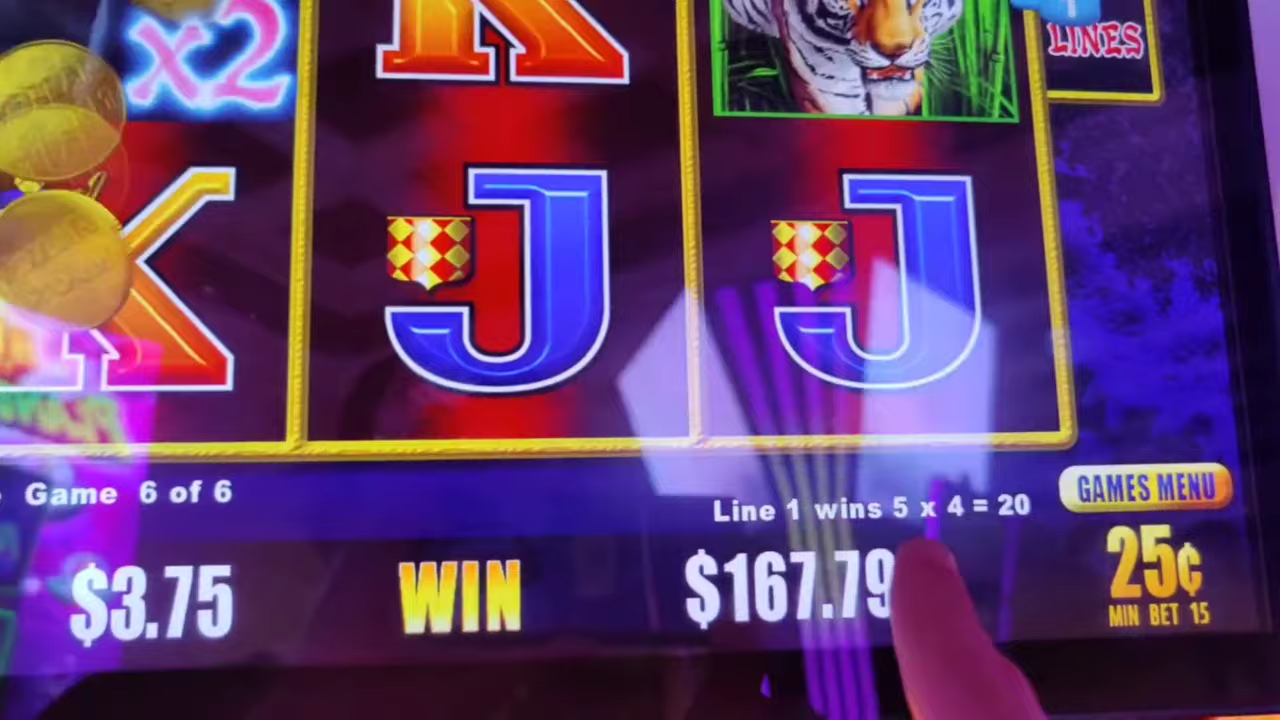 x2
K
LINES
K
J
J
Game 6 of 6
Line 1 wins 5 x 4 = 20
GAMES MENU
$3.75
WIN
$167.79
25¢
MIN BET 15